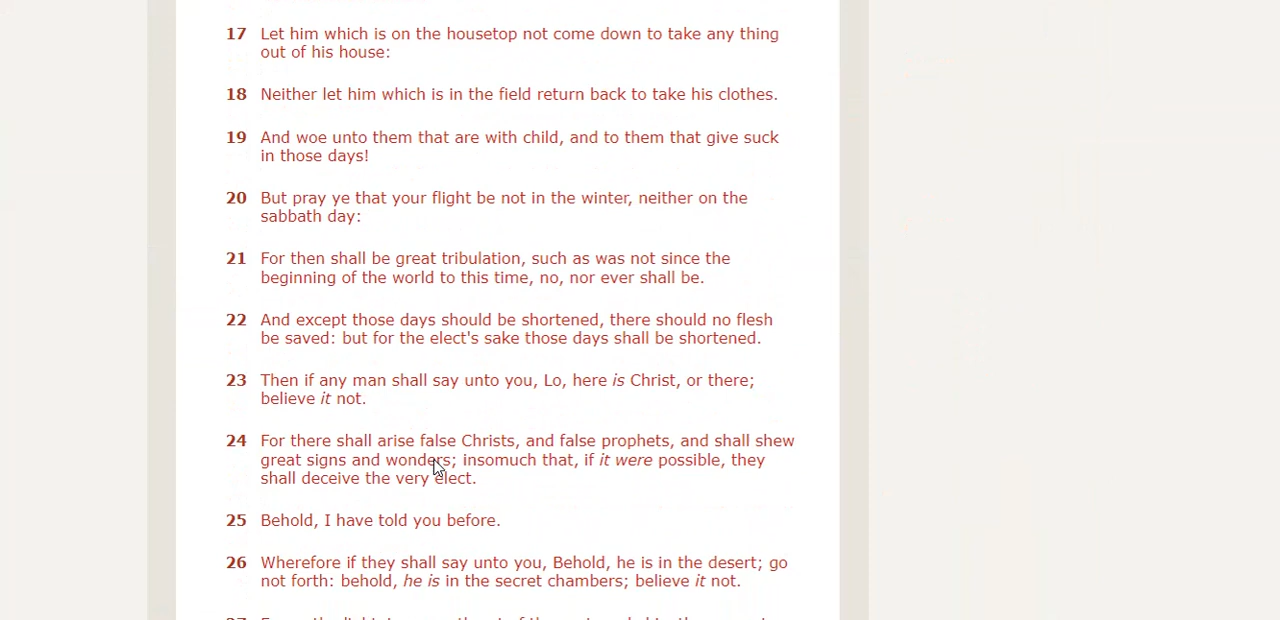 17 Let him which is on the housetop not come down to take any thing
out of his house:
18 Neither let him which is in the field return back to take his clothes.
19 And woe unto them that are with child, and to them that give suck
in those days!
20 But pray ye that your flight be not in the winter, neither on the
sabbath day:
21 For then shall be great tribulation, such as was not since the
beginning of the world to this time, no, nor ever shall be.
22 And except those days should be shortened, there should no flesh
be saved: but for the elect's sake those days shall be shortened.
23 Then if any man shall say unto you, Lo, here is Christ, or there;
believe it not.
24 For there shall arise false Christs, and false prophets, and shall shew
great signs and wonders; insomuch that, if it were possible, they
shall deceive the very elect.
25 Behold, I have told you before.
26 Wherefore if they shall say unto you, Behold, he is in the desert; go
not forth: behold, he is in the secret chambers; believe it not.